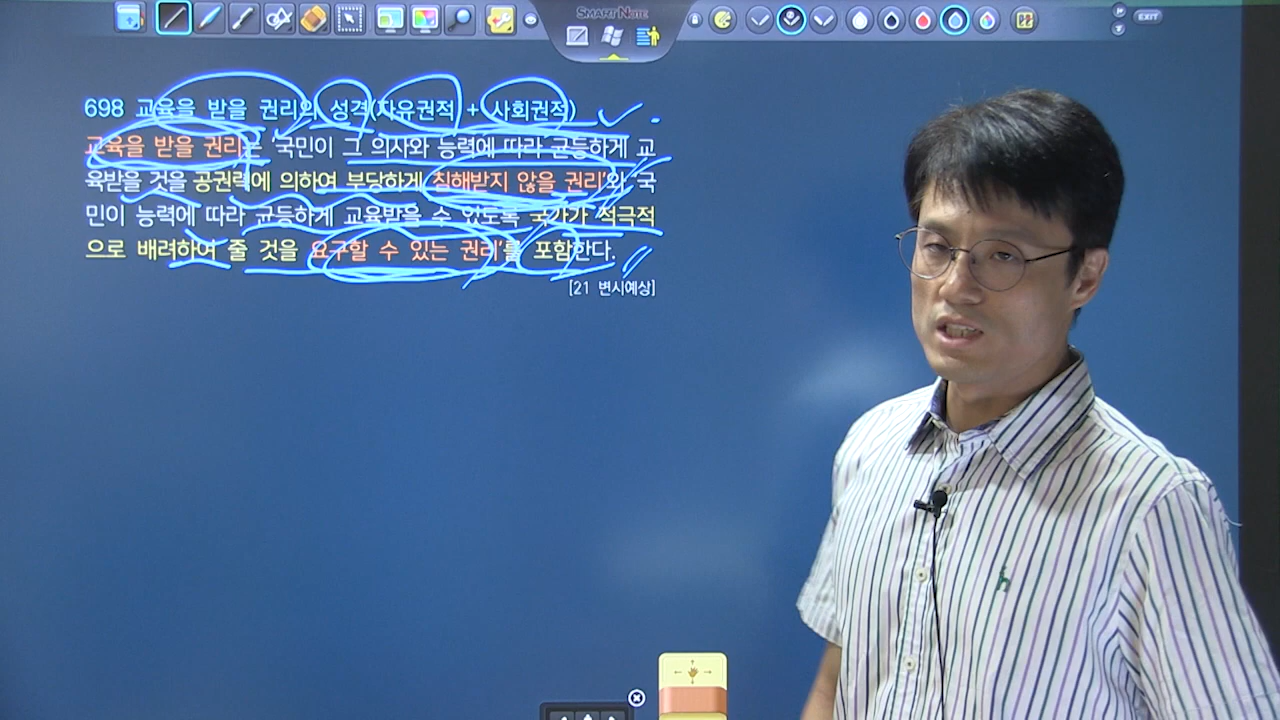 SMART NOTE
EXIT
698 교육을 받을 권리의 성격(자유권적 + 사회권적)
교육을 받을 권리는 '국민이 그 의사와 능력에 따라 균등하게 교
육받을 것을 공권력에 의하여 부당하게 침해받지 않을 권리'와 국
민이 능력에 따라 균등하게 교육받을 수 있도록 국가가 적극적
으로 배려하여 줄 것을 요구할 수 있는 권리'를 포함한다.
[21 변시예상]